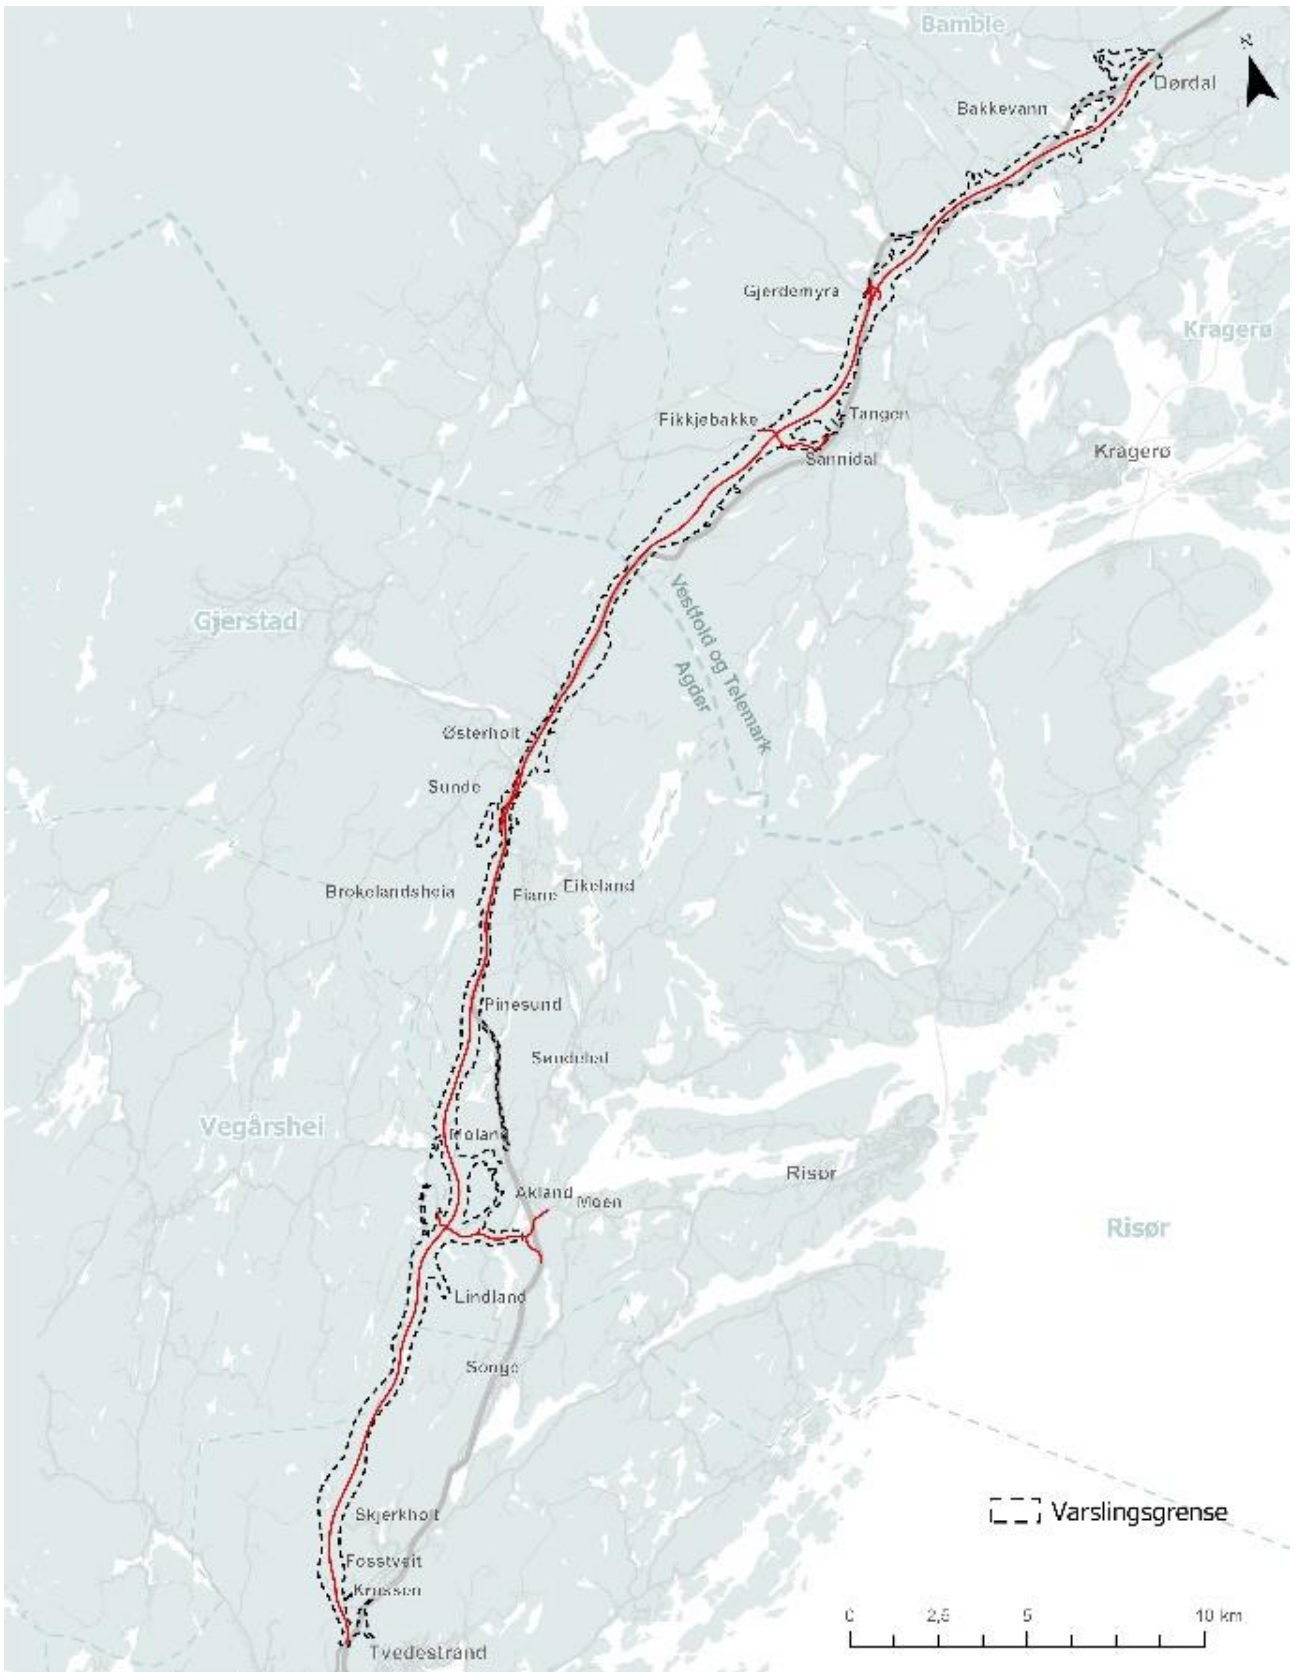 Bamble
N
Dørdal
Bakkevann
Gjerdemyra
Kragerø
Tangen
Fikkjebakke
Kragerø
Sannidal
Vestfold og Telemark
Agder
Gjerstad
Østerholt
Sunde
Brokelandsheia
Fiane
Eikeland
Pinesund
Søndeled
Vegårshei
Moland
Risør
Akland
Moen
Risør
Lindland
Songe
Skjerkholt
Varslingsgrense
Fosstveit
Krossen
0 2,5 5 10 km
Tvedestrand